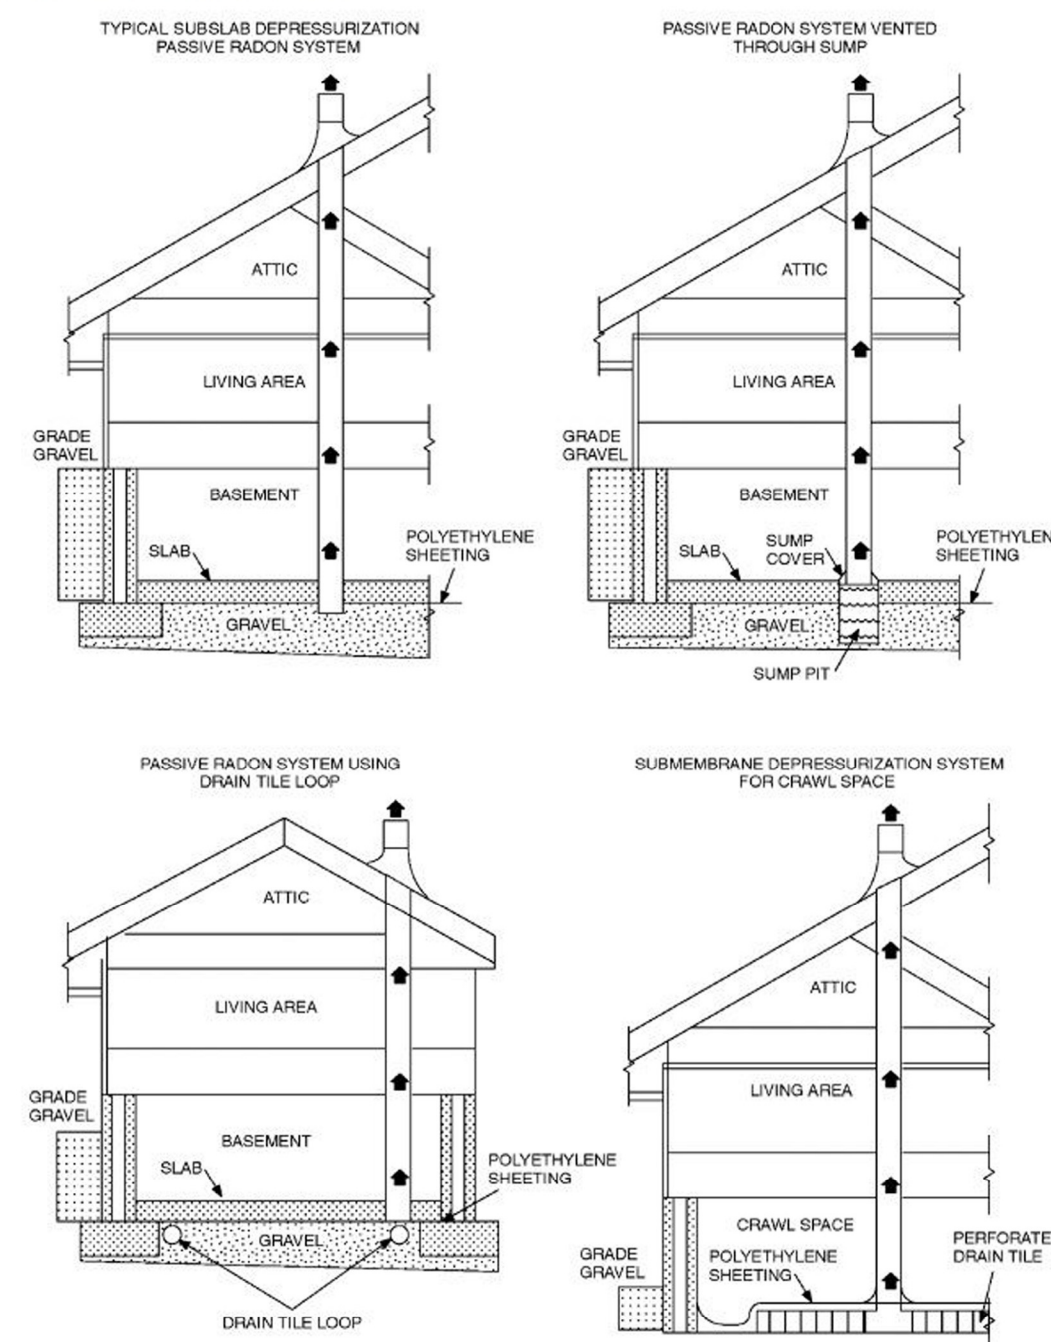 TYPICAL SUBSLAB DEPRESSURIZATION
PASSIVE RADON SYSTEM
ATTIC
LIVING AREA
GRADE
GRAVEL
BASEMENT
SLAB
POLYETHYLENE
SHEETING
GRAVEL
PASSIVE RADON SYSTEM VENTED
THROUGH SUMP
ATTIC
LIVING AREA
GRADE
GRAVEL
BASEMENT
SLAB
SUMP
COVER
POLYETHYLEN
SHEETING
GRAVEL
SUMP PIT
PASSIVE RADON SYSTEM USING
DRAIN TILE LOOP
ATTIC
LIVING AREA
GRADE
GRAVEL
BASEMENT
SLAB
POLYETHYLENE
SHEETING
GRAVEL
DRAIN TILE LOOP
SUBMEMBRANE DEPRESSURIZATION SYSTEM
FOR CRAWL SPACE
ATTIC
LIVING AREA
CRAWL SPACE
GRADE
GRAVEL
POLYETHYLENE
SHEETING
PERFORATE
DRAIN TILE